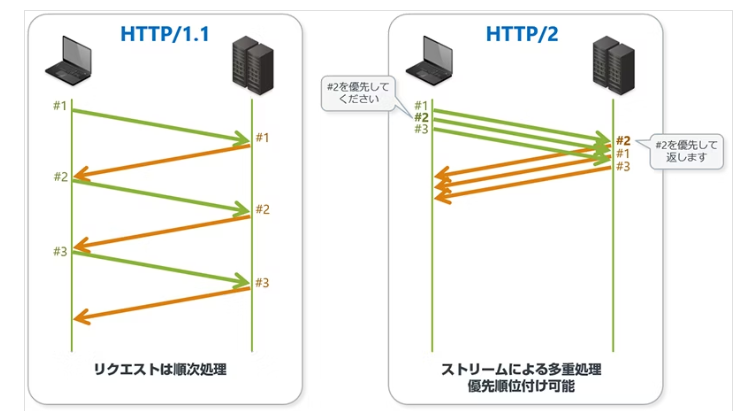 HTTP/1.1
#1
#1
#2
#2
#3
#3
リクエストは順次処理
HTTP/2
#2を優先して
ください
#1
#2
#3
#2
#1
#3
#2を優先して
返します
ストリームによる多重処理
優先順位付け可能